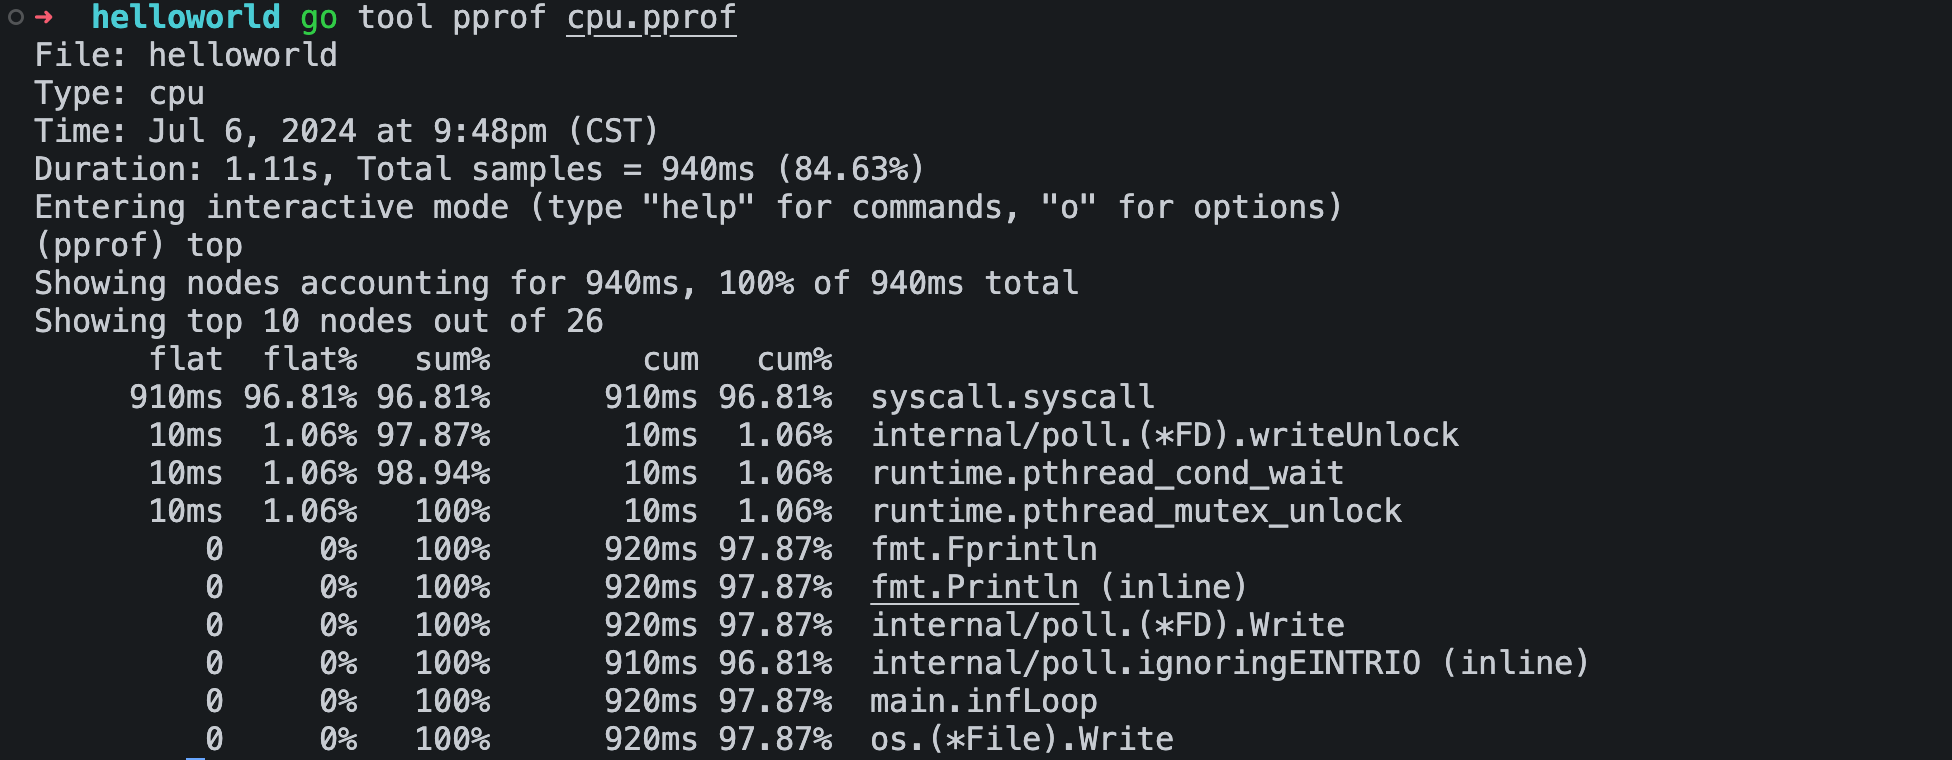 ○ ➜ helloworld go tool pprof cpu.pprof
File: helloworld
Type: cpu
Time: Jul 6, 2024 at 9:48pm (CST)
Duration: 1.11s, Total samples = 940ms (84.63%)
Entering interactive mode (type "help" for commands, "o" for options)
(pprof) top
Showing nodes accounting for 940ms, 100% of 940ms total
Showing top 10 nodes out of 26
      flat  flat%   sum%        cum   cum%
     910ms 96.81% 96.81%      910ms 96.81%  syscall.syscall
      10ms  1.06% 97.87%       10ms  1.06%  internal/poll.(*FD).writeUnlock
      10ms  1.06% 98.94%       10ms  1.06%  runtime.pthread_cond_wait
      10ms  1.06%   100%       10ms  1.06%  runtime.pthread_mutex_unlock
         0     0%   100%      920ms 97.87%  fmt.Fprintln
         0     0%   100%      920ms 97.87%  fmt.Println (inline)
         0     0%   100%      920ms 97.87%  internal/poll.(*FD).Write
         0     0%   100%      910ms 96.81%  internal/poll.ignoringEINTRIO (inline)
         0     0%   100%      920ms 97.87%  main.infLoop
         0     0%   100%      920ms 97.87%  os.(*File).Write